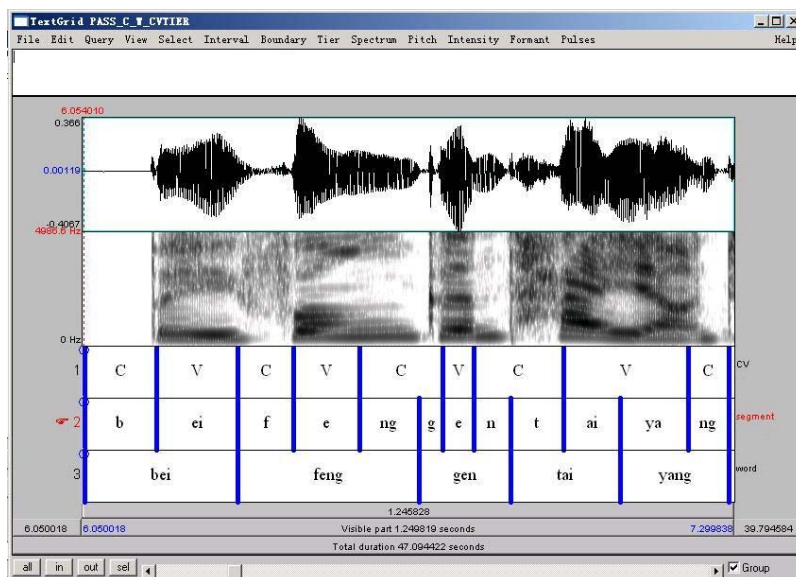 TextGrid PASS_C_W_CVTIER
File Edit Query View Select Interval Boundary Tier Spectrum Pitch Intensity Formant Pulses Help
6.054010
0.366
0.00119
-0.4067
4986.6 Hz
0 Hz
1 C V C V C V C V C CV
2 b ei f e ng g e n t ai ya ng segment
3 bei feng gen tai yang word
1.245828
6.050018 6.050018 Visible part 1.249819 seconds 7.299838 39.794584
Total duration 47.094422 seconds
all in out sel Group